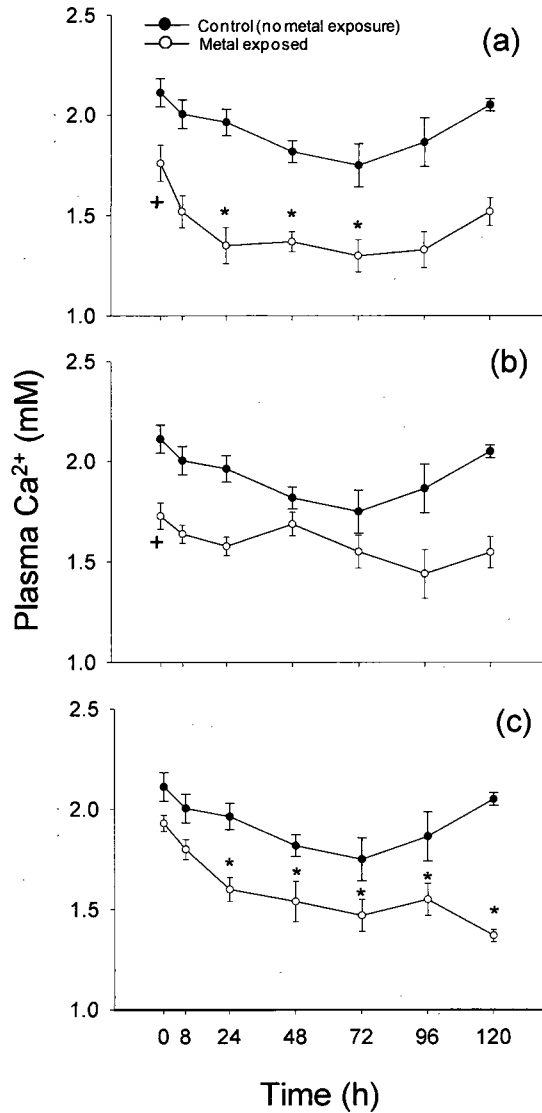 Control (no metal exposure)
Metal exposed
(a)
2.5
2.0
1.5
1.0
+
*
*
*
(b)
2.5
2.0
1.5
1.0
+
Plasma Ca²⁺ (mM)
(c)
2.5
2.0
1.5
1.0
*
*
*
*
*
0 8 24 48 72 96 120
Time (h)